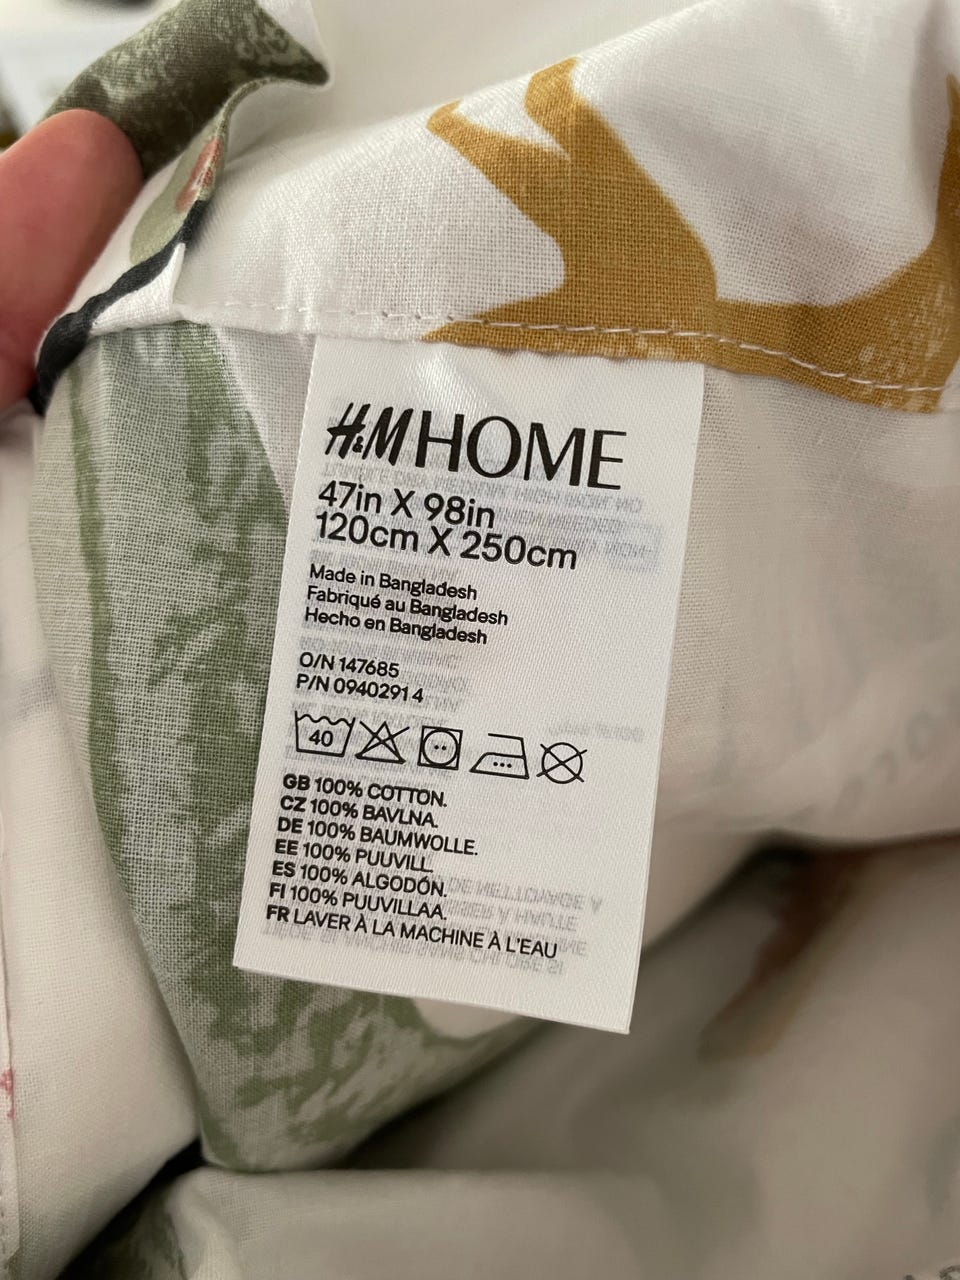 H&M HOME
47in X 98in
120cm X 250cm
Made in Bangladesh
Fabriqué au Bangladesh
Hecho en Bangladesh
O/N 147685
P/N 09402914
40
GB 100% COTTON.
CZ 100% BAVLNA.
DE 100% BAUMWOLLE.
EE 100% PUUVILL.
ES 100% ALGODÓN.
FI 100% PUUVILLAA.
FR LAVER À LA MACHINE À L'EAU